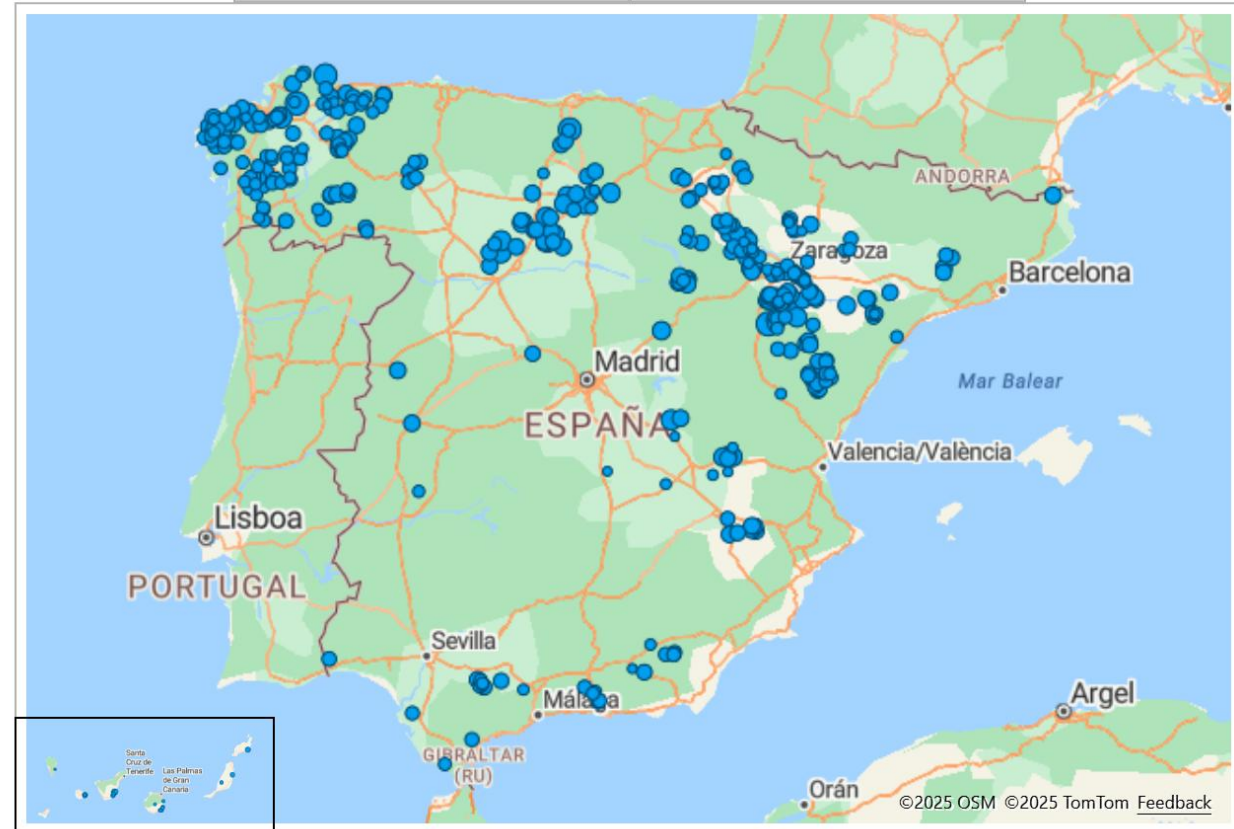 ANDORRA
Zaragoza
Barcelona
Madrid
Mar Balear
ESPAÑA
Valencia/València
Lisboa
PORTUGAL
Sevilla
Málaga
Argel
GIBRALTAR
(RU)
Santa
Cruz de
Tenerife
Las Palmas
de Gran
Canaria
Orán
©2025 OSM ©2025 TomTom Feedback